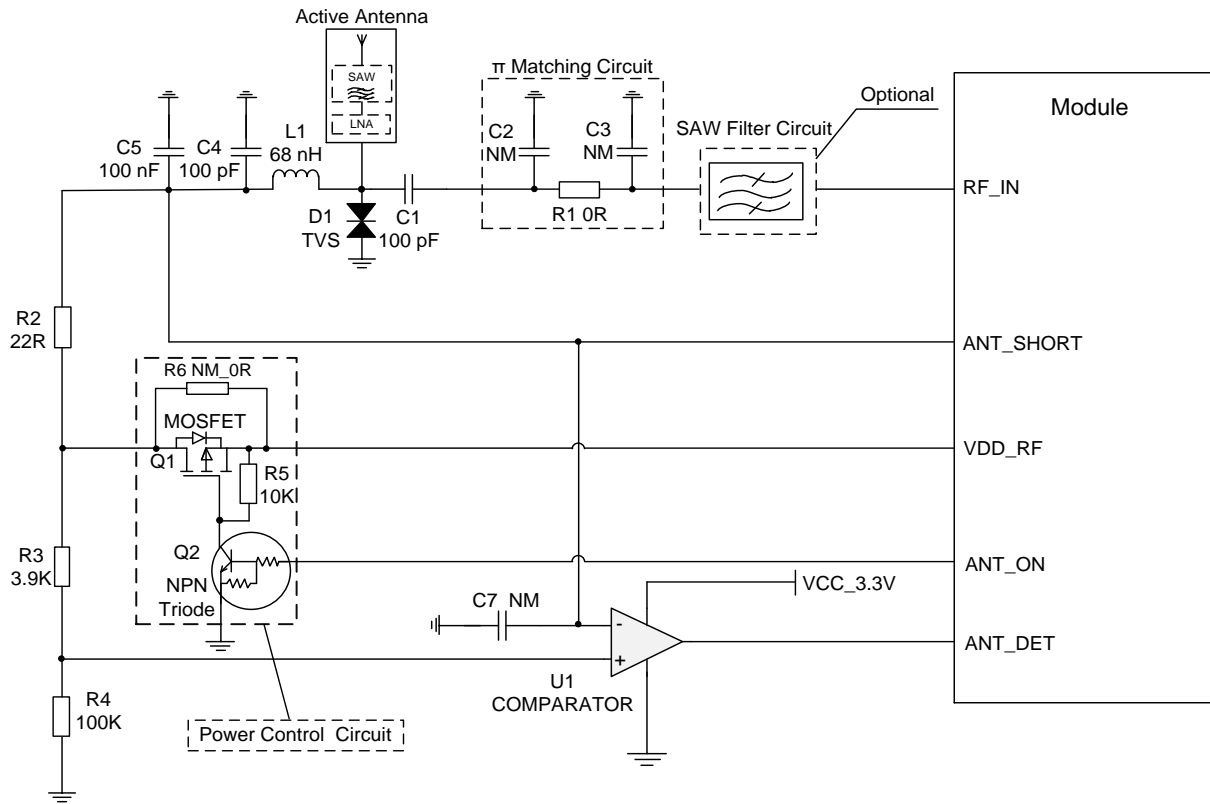 Active Antenna
SAW
LNA
π Matching Circuit
C2
NM
C3
NM
R1 0R
SAW Filter Circuit
Optional
Module
C5
100 nF
C4
100 pF
L1
68 nH
D1
TVS
C1
100 pF
RF_IN
R2
22R
ANT_SHORT
R6 NM_0R
MOSFET
Q1
R5
10K
VDD_RF
Q2
NPN
Triode
ANT_ON
R3
3.9K
VCC_3.3V
C7 NM
-
+
ANT_DET
U1
COMPARATOR
R4
100K
Power Control Circuit